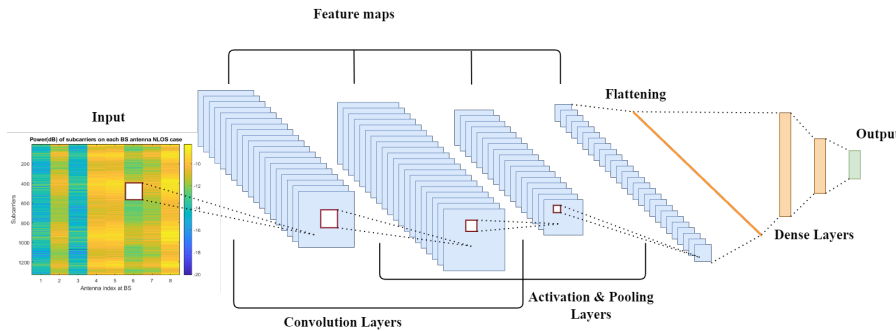 Feature maps
Input
Power(dB) of subcarriers on each BS antenna NLOS case
Subcarriers
200
400
600
800
1000
1200
1 2 3 4 5 6 7 8
Antenna index at BS
-10
-12
-14
-16
-18
-20
Flattening
Output
Dense Layers
Activation & Pooling
Layers
Convolution Layers